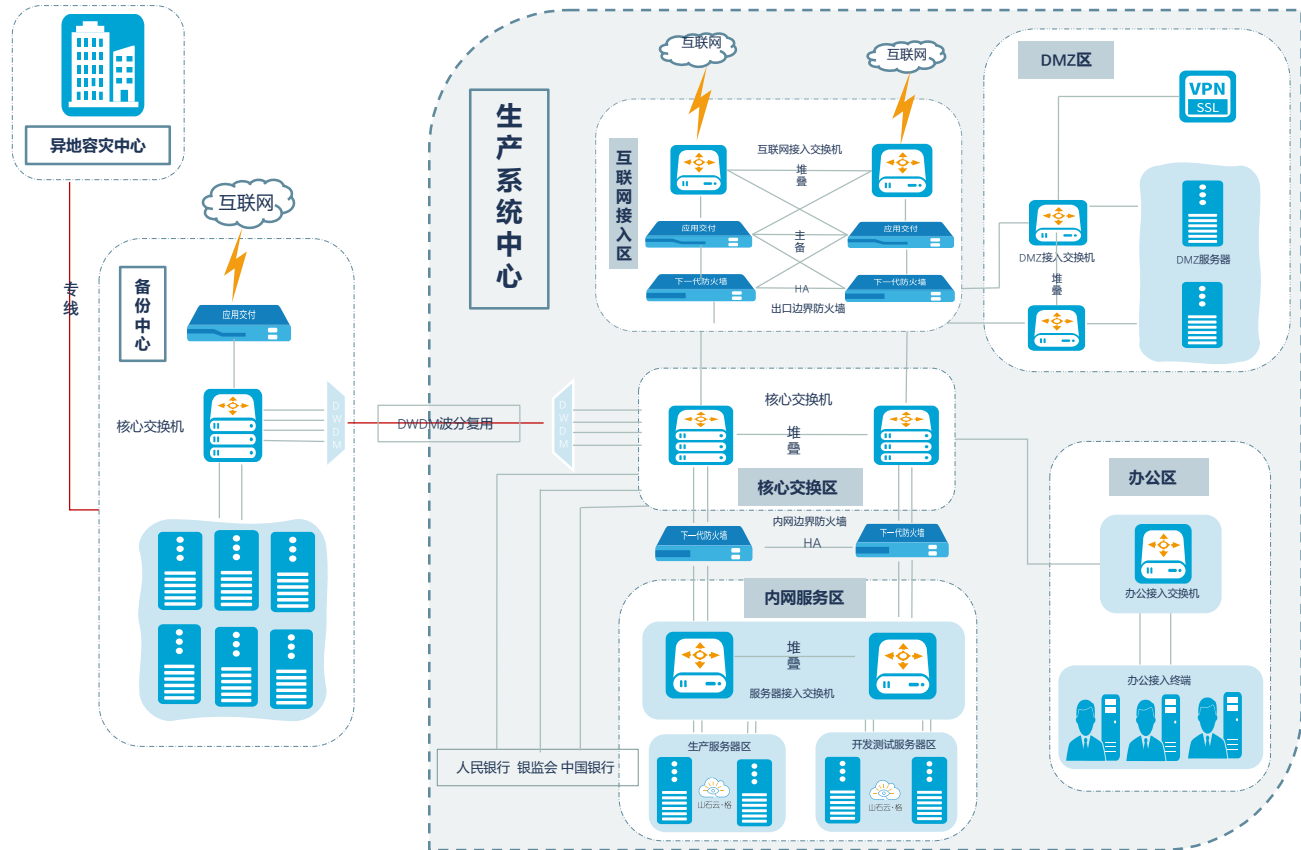 异地容灾中心
专线
互联网
备份中心
应用交付
核心交换机
DWDM
DWDM波分复用
DWDM
生产系统中心
互联网
互联网
互联网接入区
互联网接入交换机
堆叠
应用交付
应用交付
主备
下一代防火墙
下一代防火墙
HA
出口边界防火墙
DMZ区
VPN
SSL
DMZ接入交换机
堆叠
DMZ服务器
核心交换机
堆叠
核心交换区
内网边界防火墙
下一代防火墙
下一代防火墙
HA
内网服务区
堆叠
服务器接入交换机
生产服务器区
山石云·格
开发测试服务器区
山石云·格
人民银行 银监会 中国银行
办公区
办公接入交换机
办公接入终端